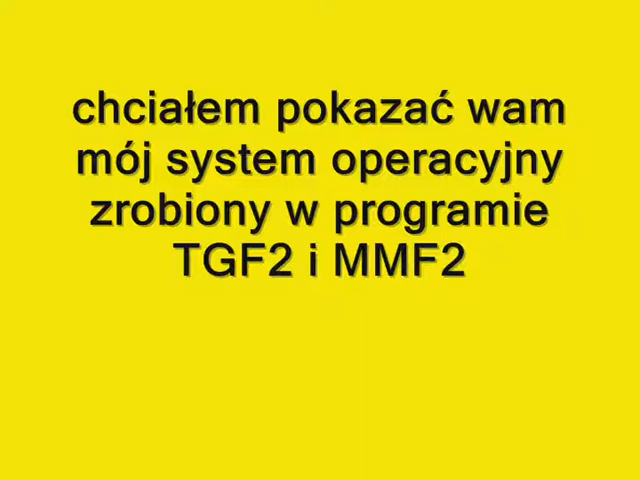 chciałem pokazać wam
mój system operacyjny
zrobiony w programie
TGF2 i MMF2